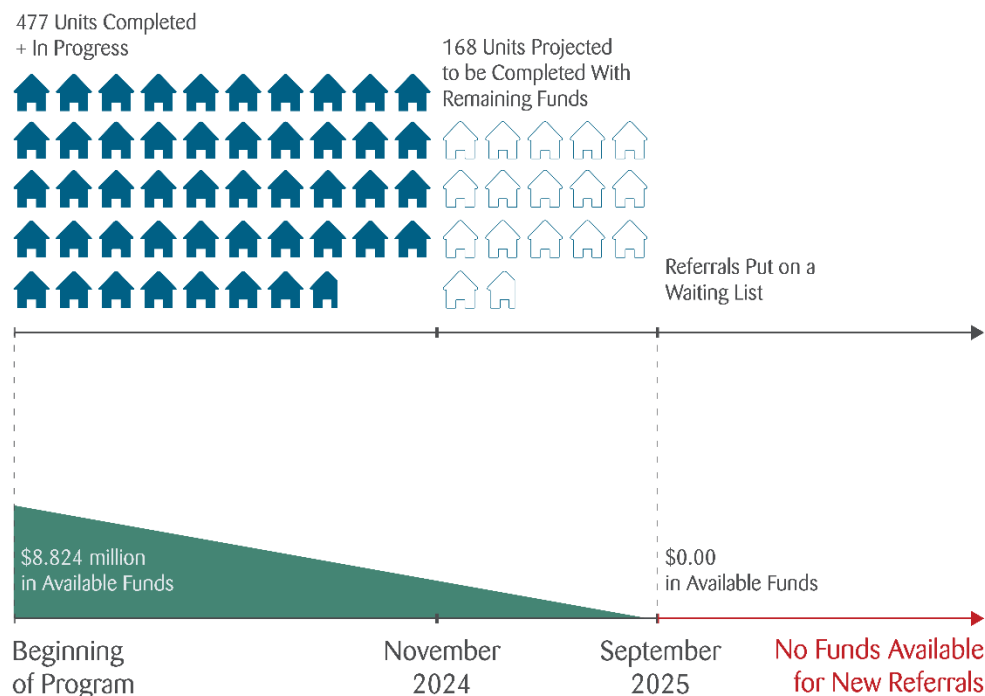 477 Units Completed
+ In Progress
168 Units Projected
to be Completed With
Remaining Funds
Referrals Put on a
Waiting List
$8.824 million
in Available Funds
$0.00
in Available Funds
Beginning
of Program
November
2024
September
2025
No Funds Available
for New Referrals